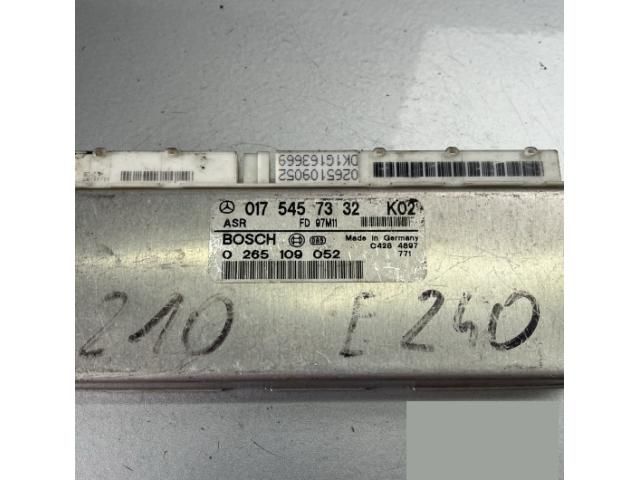 0265109052
DK1G163669
017 545 73 32 K02
ASR FD 97M11
BOSCH Made in Germany
0 265 109 052 C428 4897
771
210 E 240